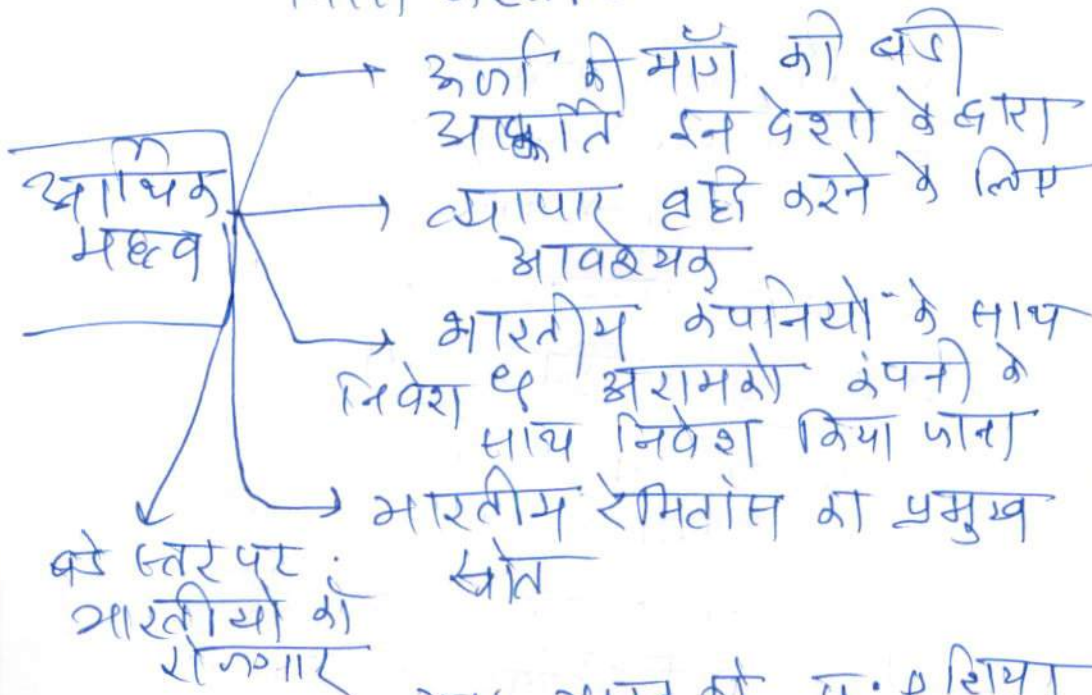 ऊर्जा की माँग की बडी
आपूर्ति इन देशो के द्वारा
आर्थिक
महत्व
व्यापार वृद्दी करने के लिए
आवश्यक
भारतीय कंपनियों के साथ
निवेश अरामको कंपनी के
साथ निवेश किया जाना
भारतीय रेमिटांस का प्रमुख
स्रोत
बडे स्तर पर
भारतीयो को
रोजगार